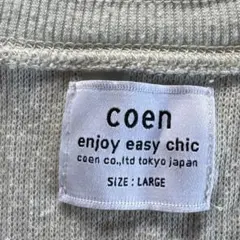 coen
enjoy easy chic
coen co.,ltd tokyo japan
SIZE : LARGE